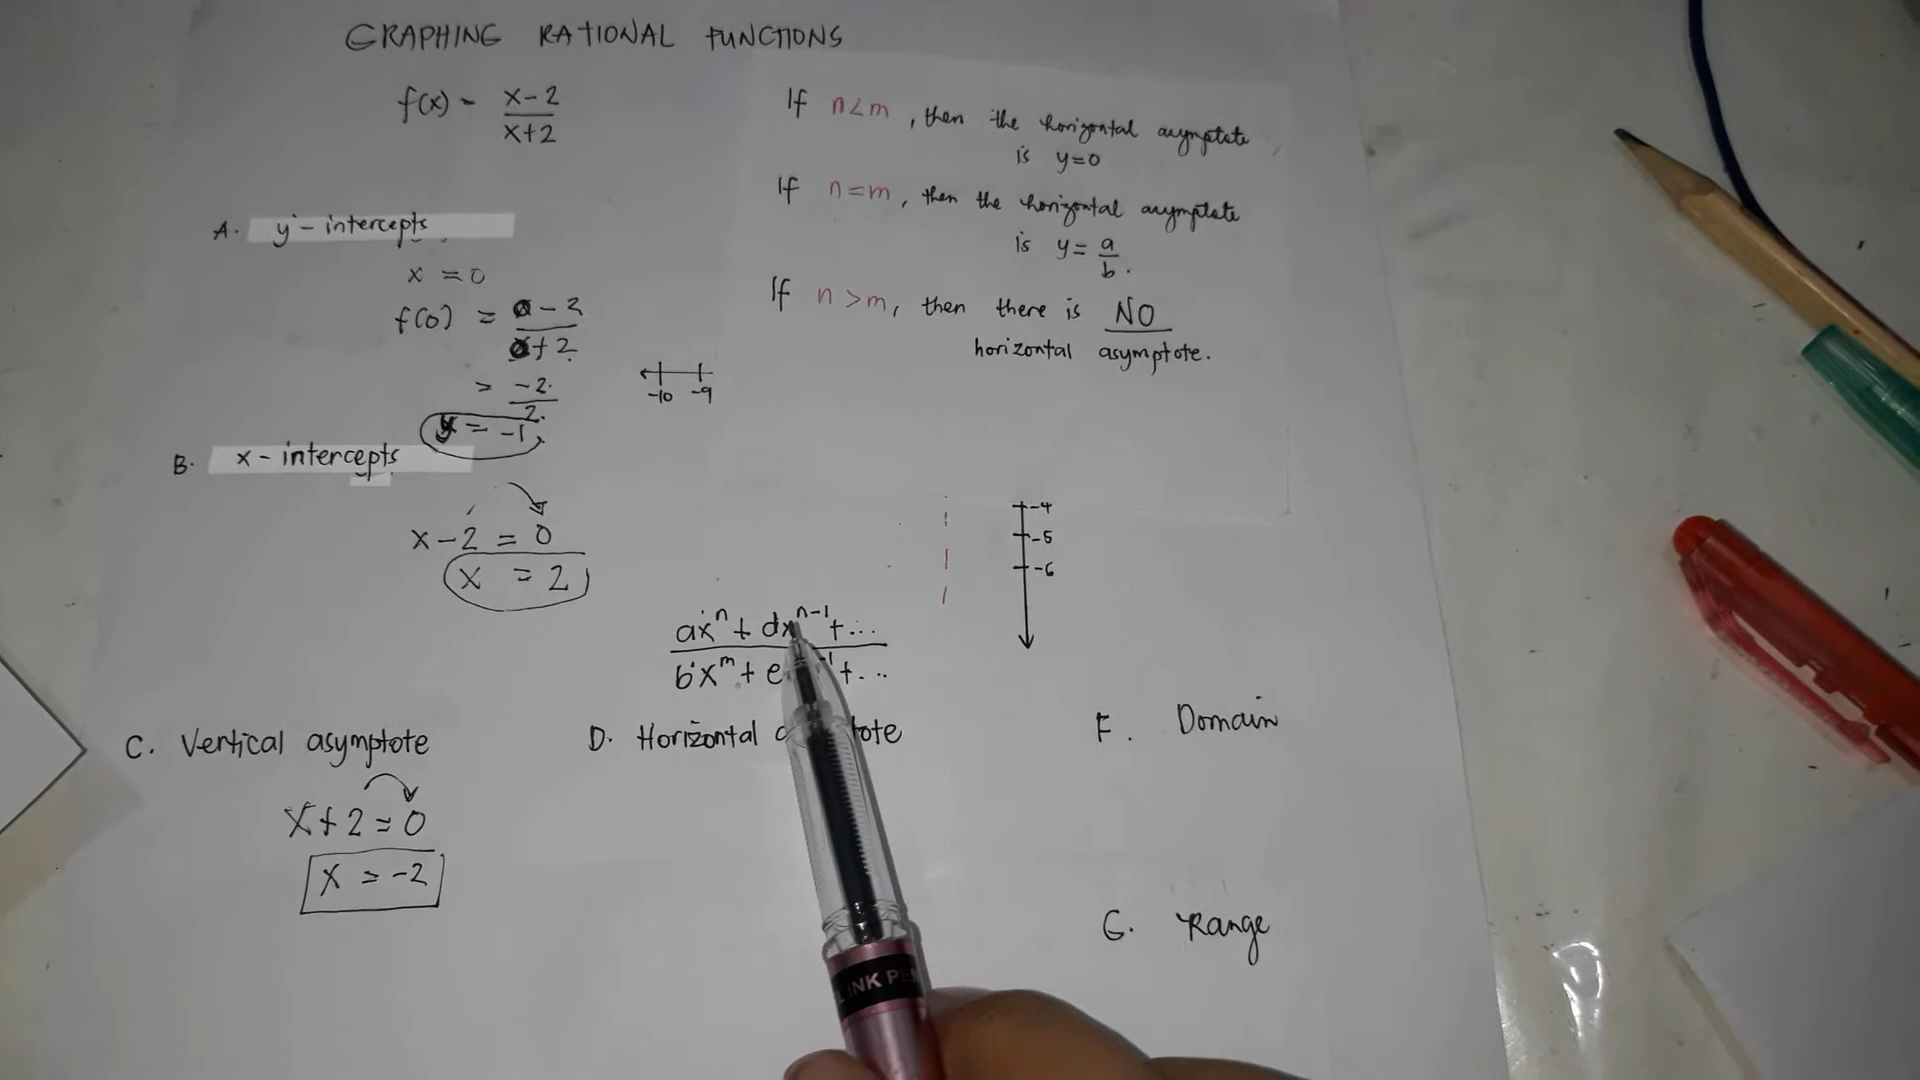 GRAPHING RATIONAL FUNCTIONS
f(x) = x-2 / x+2
A. y-intercepts
x = 0
f(0) = 0-2 / 0+2
= -2 / 2
y = -1
B. x-intercepts
x-2 = 0
x = 2
If n<m, then the horizontal asymptote
is y=0
If n=m, then the horizontal asymptote
is y= a/b.
If n>m, then there is NO
horizontal asymptote.
-10 -9
-4
-5
-6
ax^n + dx^n-1 + ...
bx^m + e -1 + ..
C. Vertical asymptote
x+2=0
x = -2
D. Horizontal
F. Domain
G. Range
INK PEN